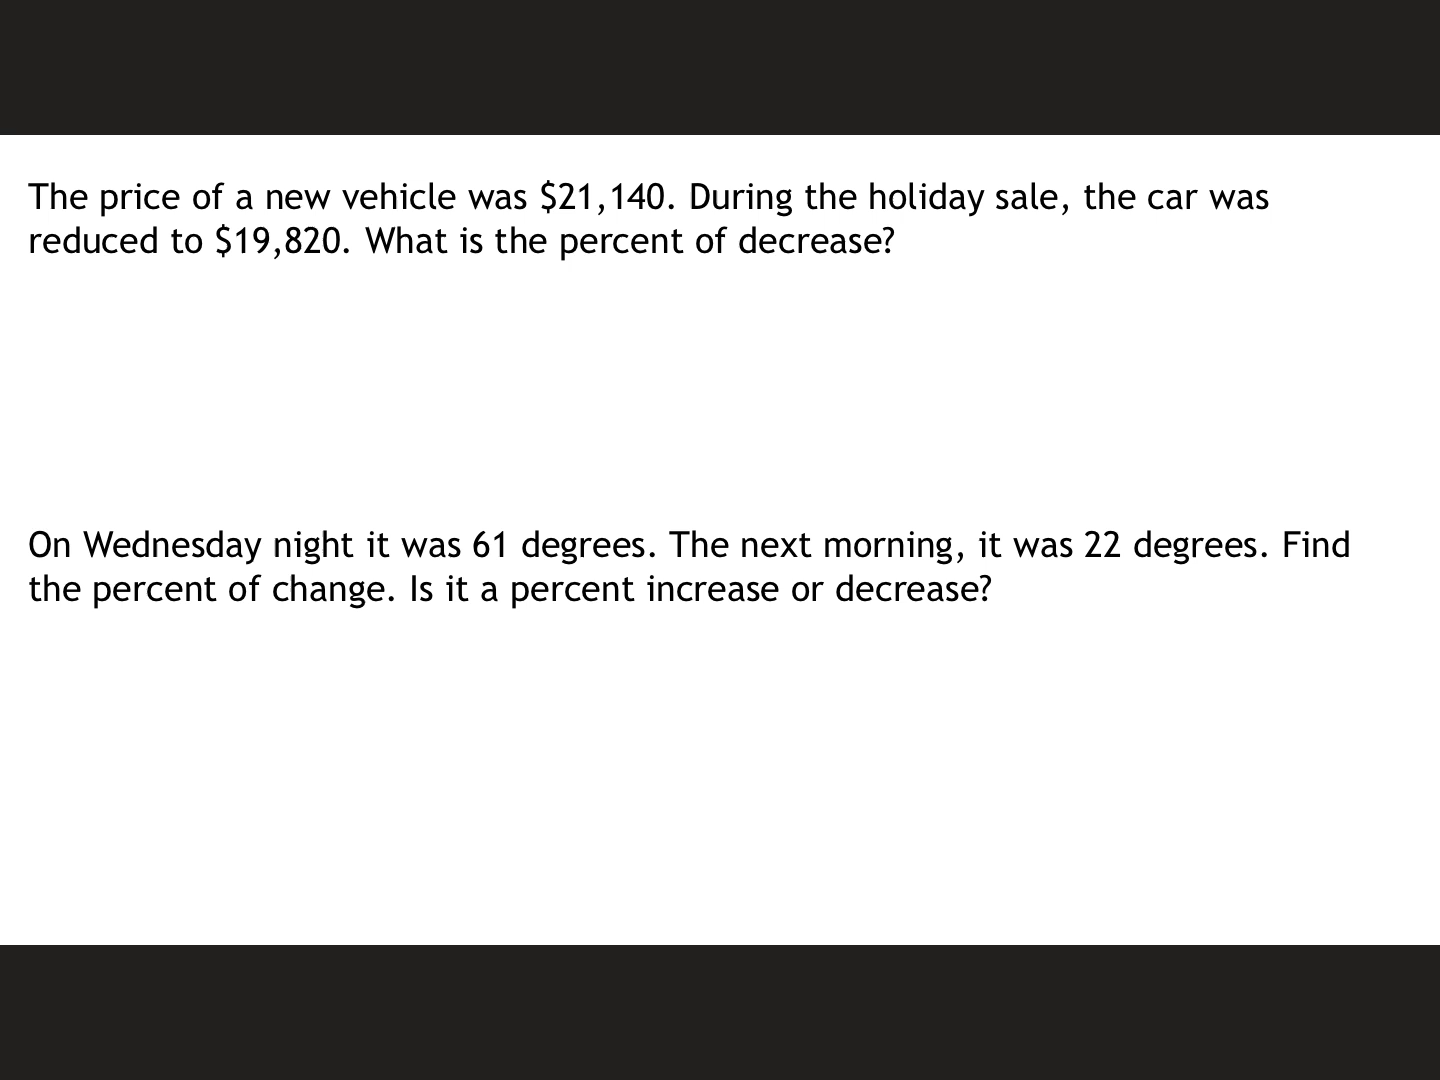 The price of a new vehicle was $21,140. During the holiday sale, the car was
reduced to $19,820. What is the percent of decrease?
On Wednesday night it was 61 degrees. The next morning, it was 22 degrees. Find
the percent of change. Is it a percent increase or decrease?